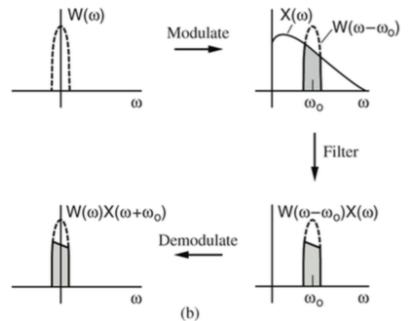 W(ω)
ω
Modulate
X(ω)
W(ω−ω₀)
ω₀
ω
Filter
W(ω)X(ω+ω₀)
ω
Demodulate
W(ω−ω₀)X(ω)
ω₀
ω
(b)